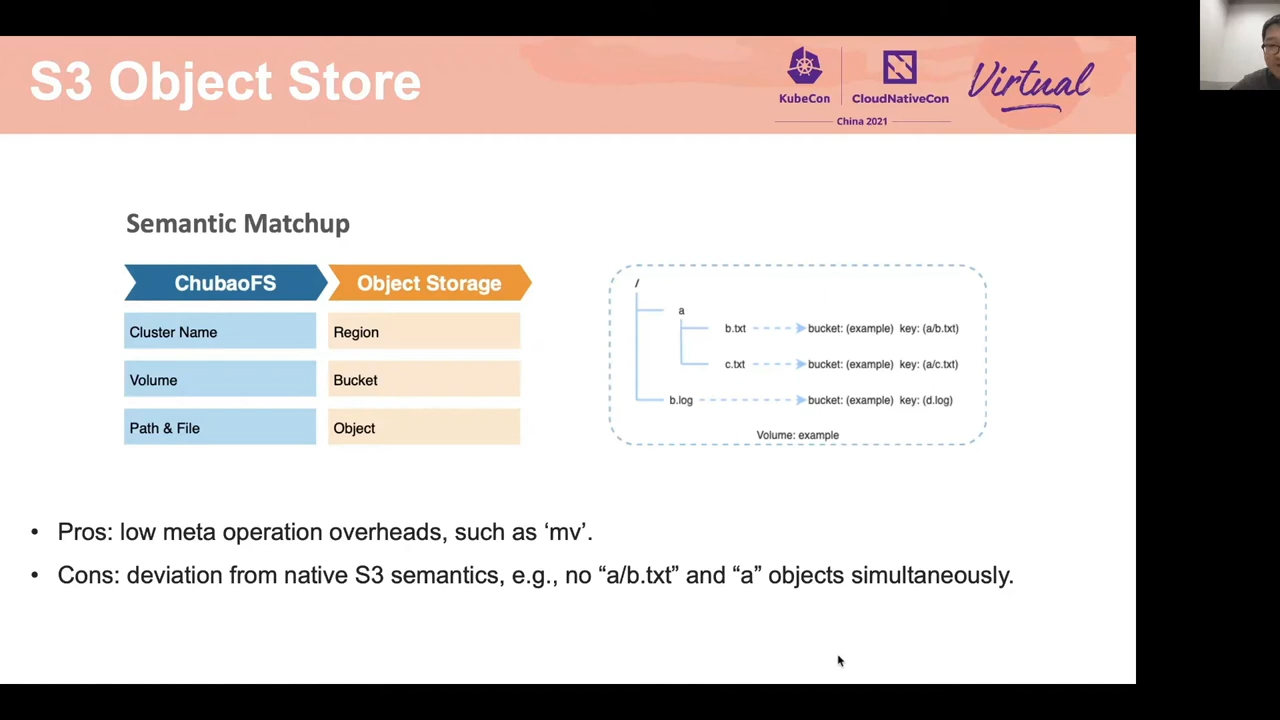 S3 Object Store
KubeCon
CloudNativeCon
Virtual
China 2021
Semantic Matchup
ChubaoFS
Object Storage
Cluster Name
Region
Volume
Bucket
Path & File
Object
/
a
b.txt
bucket: (example) key: (a/b.txt)
c.txt
bucket: (example) key: (a/c.txt)
b.log
bucket: (example) key: (d.log)
Volume: example
• Pros: low meta operation overheads, such as ‘mv’.
• Cons: deviation from native S3 semantics, e.g., no “a/b.txt” and “a” objects simultaneously.